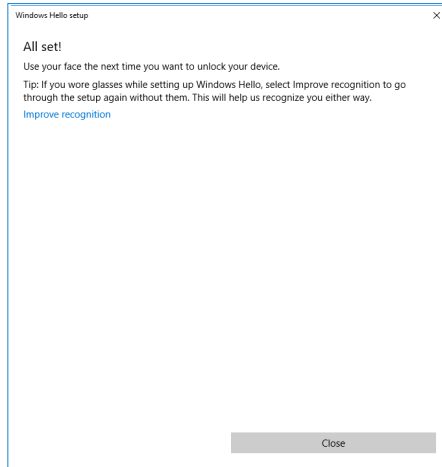 Windows Hello setup
All set!
Use your face the next time you want to unlock your device.
Tip: If you wore glasses while setting up Windows Hello, select Improve recognition to go
through the setup again without them. This will help us recognize you either way.
Improve recognition
Close